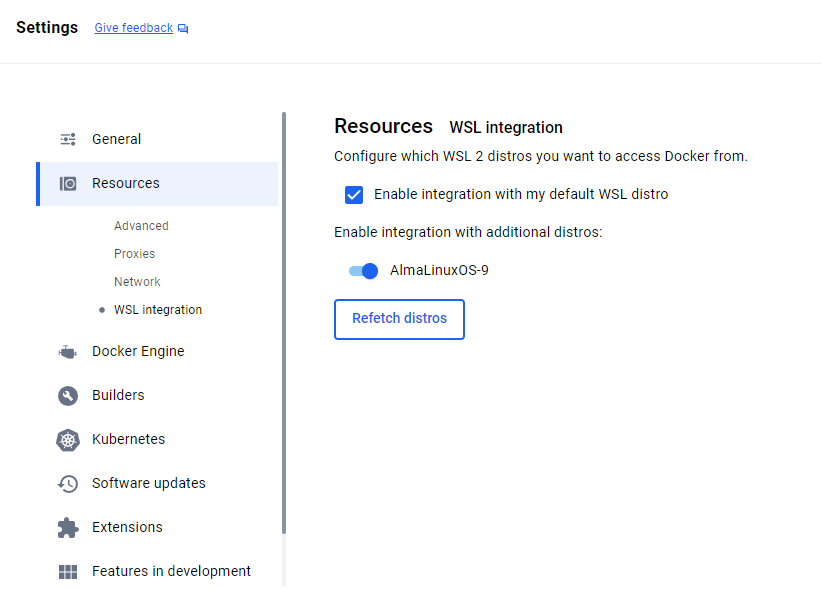 Settings Give feedback
General
Resources
Advanced
Proxies
Network
WSL integration
Docker Engine
Builders
Kubernetes
Software updates
Extensions
Features in development
Resources WSL integration
Configure which WSL 2 distros you want to access Docker from.
Enable integration with my default WSL distro
Enable integration with additional distros:
AlmaLinuxOS-9
Refetch distros